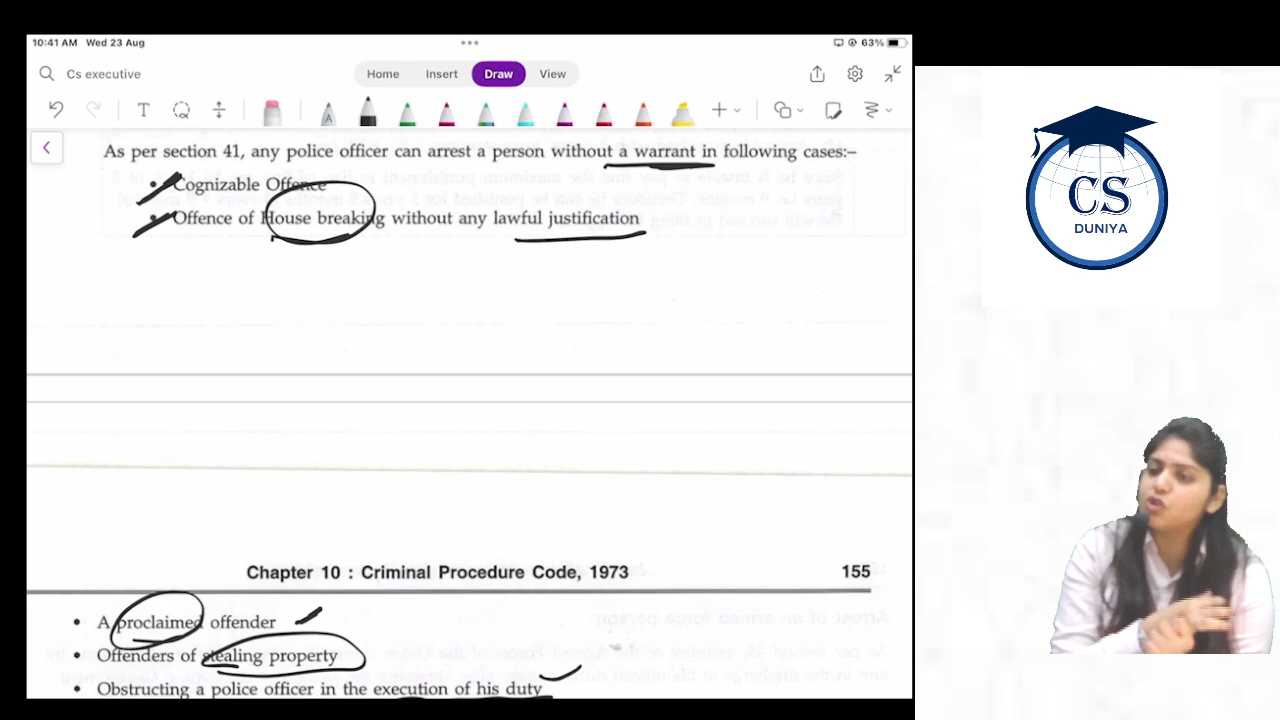 10:41 AM Wed 23 Aug
63%
Cs executive
Home Insert Draw View
T
A
As per section 41, any police officer can arrest a person without a warrant in following cases:–
• Cognizable Offence
• Offence of House breaking without any lawful justification
CS
DUNIYA
Chapter 10 : Criminal Procedure Code, 1973 155
• A proclaimed offender
• Offenders of stealing property
• Obstructing a police officer in the execution of his duty